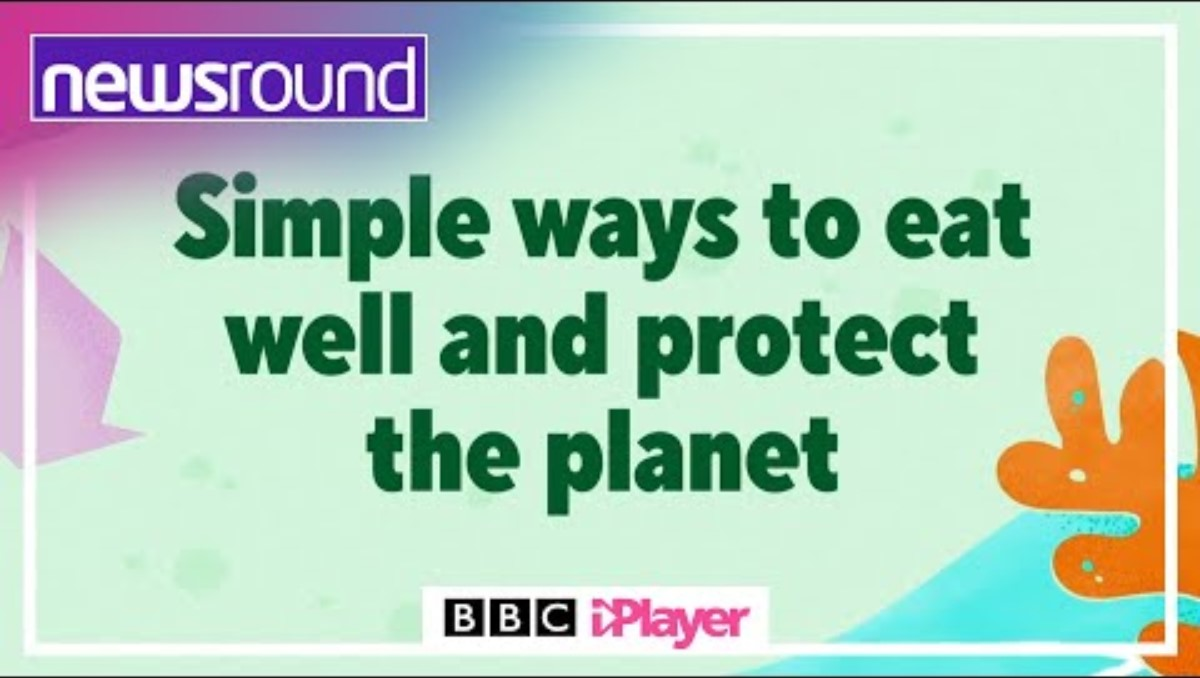 newsround
Simple ways to eat
well and protect
the planet
BBC iPlayer